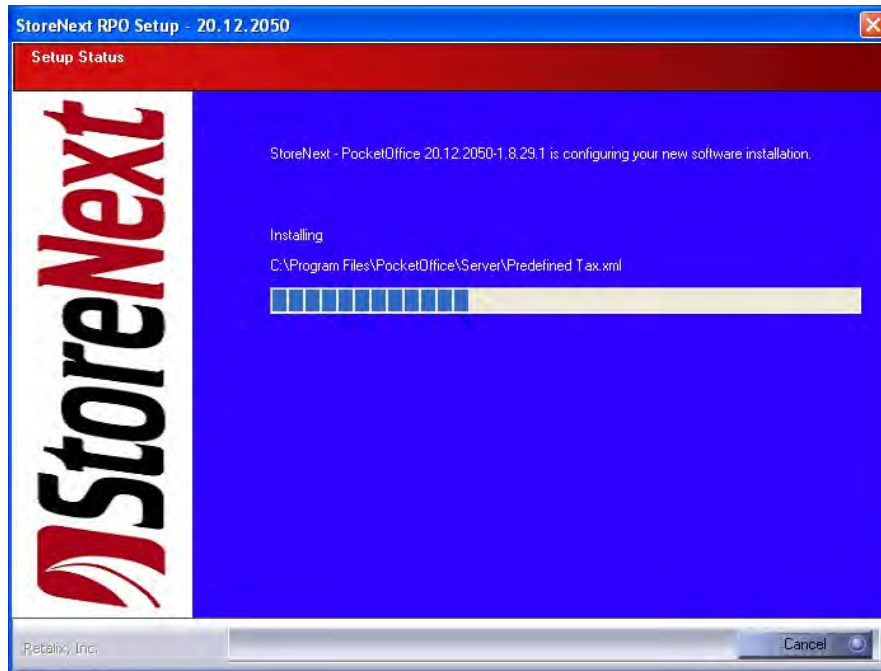 StoreNext RPO Setup - 20.12.2050
Setup Status
StoreNext
StoreNext - PocketOffice 20.12.2050-1.8.29.1 is configuring your new software installation.
Installing
C:\Program Files\PocketOffice\Server\Predefined Tax.xml
Retalix, Inc.
Cancel